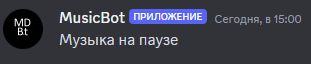 MD
Bt
MusicBot ПРИЛОЖЕНИЕ Сегодня, в 15:00
Музыка на паузе